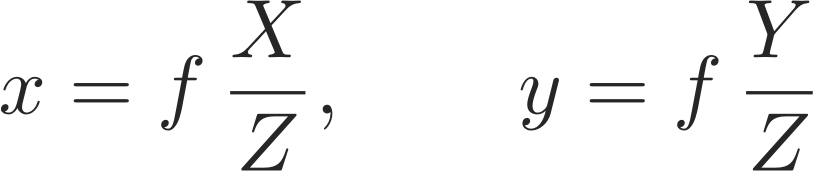 x = f X/Z, y = f Y/Z